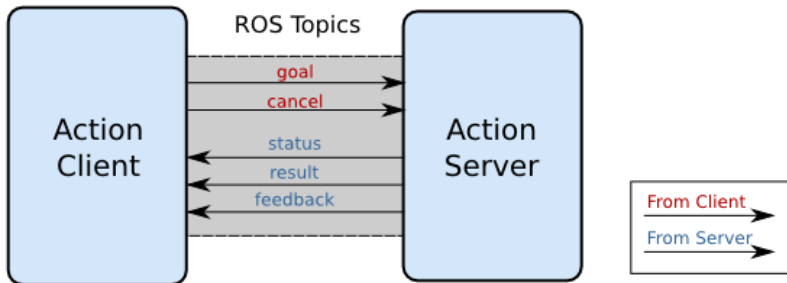 ROS Topics
goal
cancel
Action
Client
status
result
feedback
Action
Server
From Client
From Server